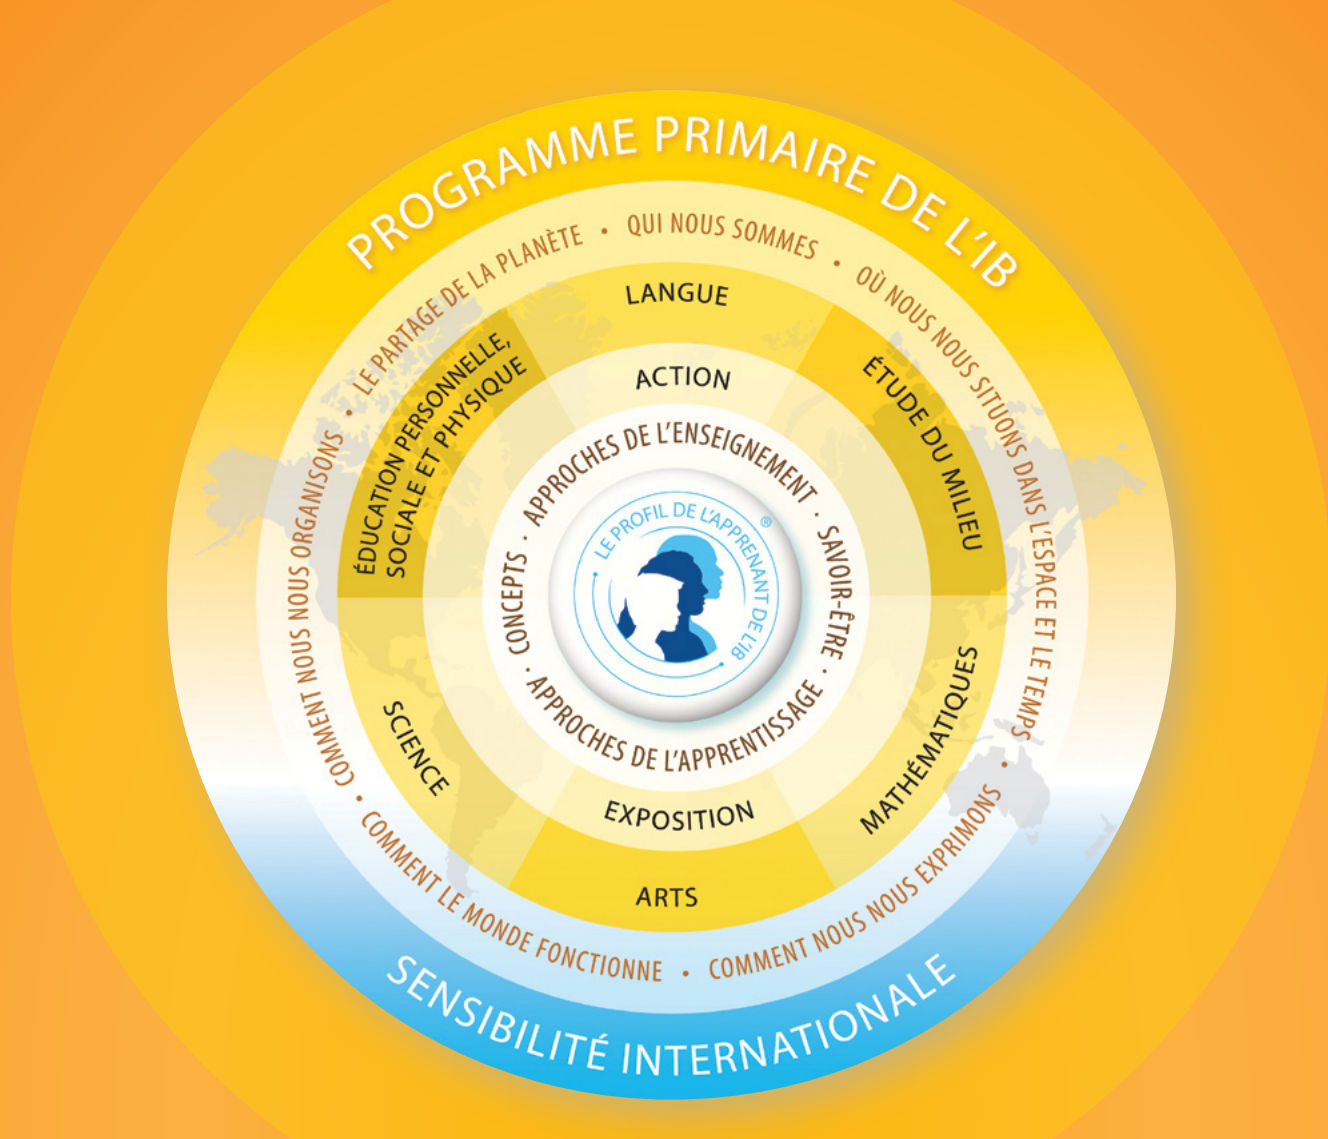 PROGRAMME PRIMAIRE DE L'IB
LE PARTAGE DE LA PLANÈTE • QUI NOUS SOMMES • OÙ NOUS NOUS SITUONS DANS L'ESPACE ET LE TEMPS • COMMENT NOUS NOUS EXPRIMONS • COMMENT LE MONDE FONCTIONNE • COMMENT NOUS NOUS ORGANISONS •
LANGUE
ÉTUDE DU MILIEU
MATHÉMATIQUES
ARTS
SCIENCE
ÉDUCATION PERSONNELLE,
SOCIALE ET PHYSIQUE
ACTION
EXPOSITION
APPROCHES DE L'ENSEIGNEMENT · SAVOIR-ÊTRE · APPROCHES DE L'APPRENTISSAGE · CONCEPTS ·
LE PROFIL DE L'APPRENANT DE L'IB ®
SENSIBILITÉ INTERNATIONALE